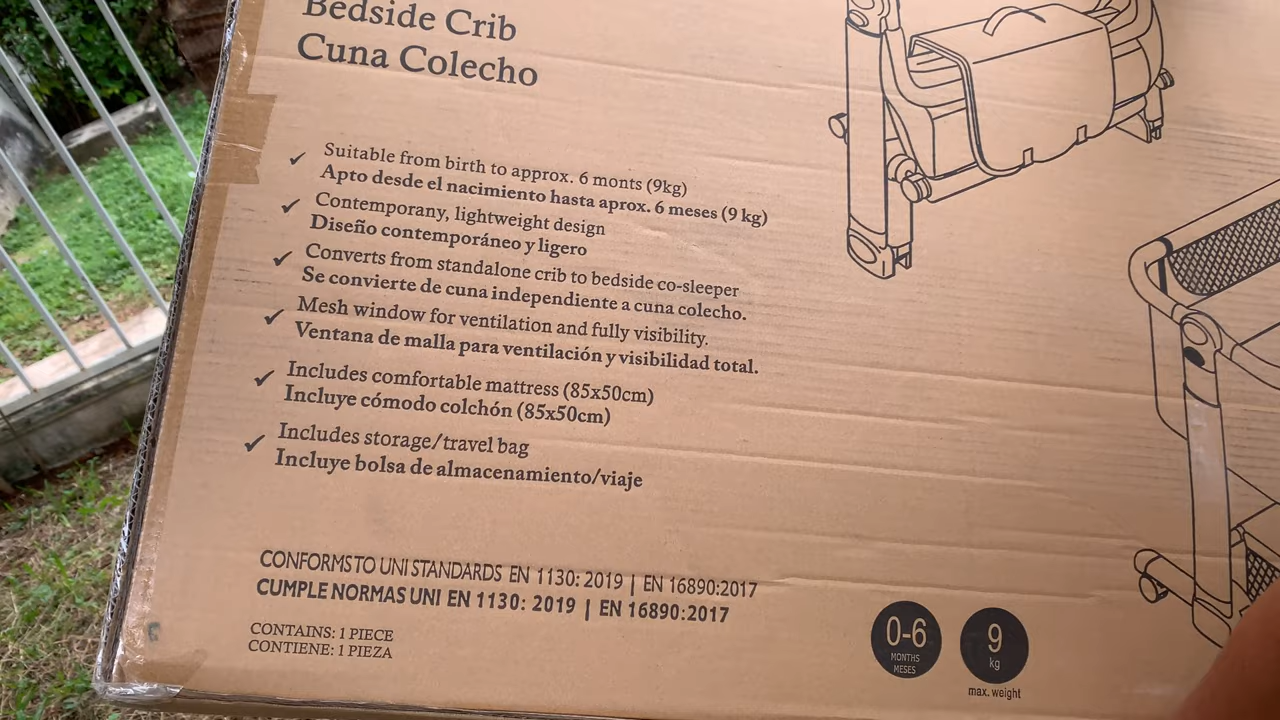 Bedside Crib
Cuna Colecho
✓ Suitable from birth to approx. 6 monts (9kg)
Apto desde el nacimiento hasta aprox. 6 meses (9 kg)
✓ Contemporany, lightweight design
Diseño contemporáneo y ligero
✓ Converts from standalone crib to bedside co-sleeper
Se convierte de cuna independiente a cuna colecho.
✓ Mesh window for ventilation and fully visibility.
Ventana de malla para ventilación y visibilidad total.
✓ Includes comfortable mattress (85x50cm)
Incluye cómodo colchón (85x50cm)
✓ Includes storage/travel bag
Incluye bolsa de almacenamiento/viaje
CONFORMS TO UNI STANDARDS EN 1130: 2019 | EN 16890:2017
CUMPLE NORMAS UNI EN 1130: 2019 | EN 16890:2017
CONTAINS: 1 PIECE
CONTIENE: 1 PIEZA
0-6
MONTHS
MESES
9
kg
max. weight